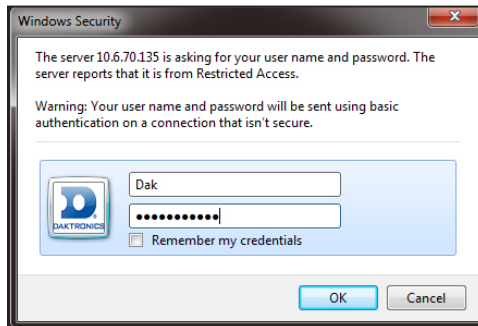 Windows Security
The server 10.6.70.135 is asking for your user name and password. The
server reports that it is from Restricted Access.
Warning: Your user name and password will be sent using basic
authentication on a connection that isn't secure.
Dak
●●●●●●●●●●●
DAKTRONICS
Remember my credentials
OK
Cancel